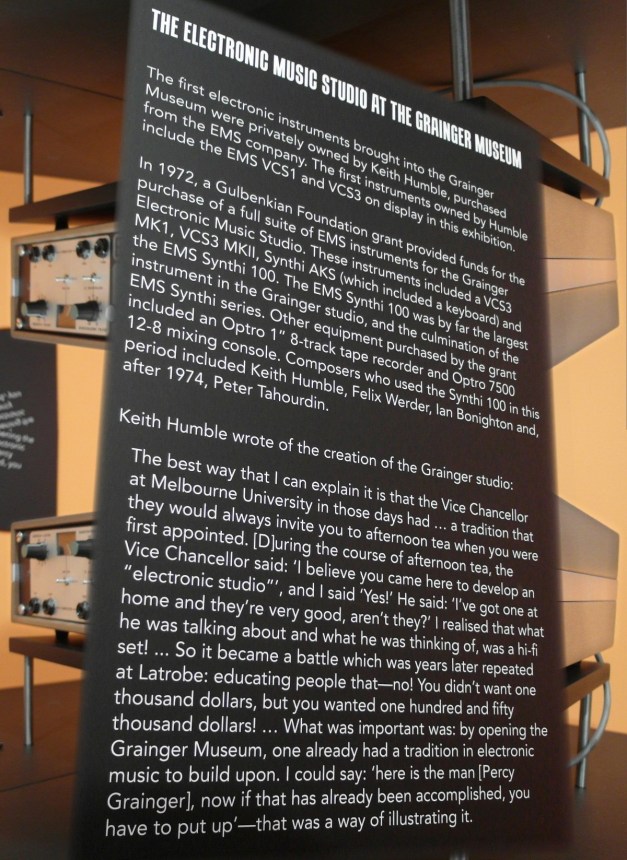 THE ELECTRONIC MUSIC STUDIO AT THE GRAINGER MUSEUM
The first electronic instruments brought into the Grainger
Museum were privately owned by Keith Humble, purchased
from the EMS company. The first instruments owned by Humble
include the EMS VCS1 and VCS3 on display in this exhibition.
In 1972, a Gulbenkian Foundation grant provided funds for the
purchase of a full suite of EMS instruments for the Grainger
Electronic Music Studio. These instruments included a VCS3
MK1, VCS3 MKII, Synthi AKS (which included a keyboard) and
the EMS Synthi 100. The EMS Synthi 100 was by far the largest
instrument in the Grainger studio, and the culmination of the
EMS Synthi series. Other equipment purchased by the grant
included an Optro 1" 8-track tape recorder and Optro 7500
12-8 mixing console. Composers who used the Synthi 100 in this
period included Keith Humble, Felix Werder, Ian Bonighton and,
after 1974, Peter Tahourdin.
Keith Humble wrote of the creation of the Grainger studio:
The best way that I can explain it is that the Vice Chancellor
at Melbourne University in those days had ... a tradition that
they would always invite you to afternoon tea when you were
first appointed. [D]uring the course of afternoon tea, the
Vice Chancellor said: 'I believe you came here to develop an
"electronic studio"', and I said 'Yes!' He said: 'I've got one at
home and they're very good, aren't they?' I realised that what
he was talking about and what he was thinking of, was a hi-fi
set! ... So it became a battle which was years later repeated
at Latrobe: educating people that—no! You didn't want one
thousand dollars, but you wanted one hundred and fifty
thousand dollars! ... What was important was: by opening the
Grainger Museum, one already had a tradition in electronic
music to build upon. I could say: 'here is the man [Percy
Grainger], now if that has already been accomplished, you
have to put up'—that was a way of illustrating it.